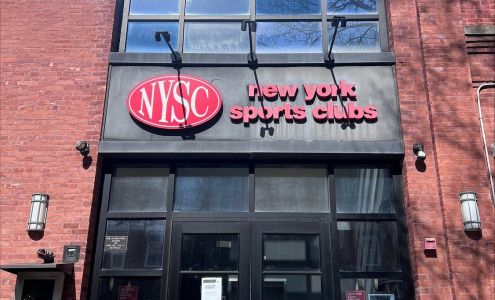 NYSC
new york
sports clubs